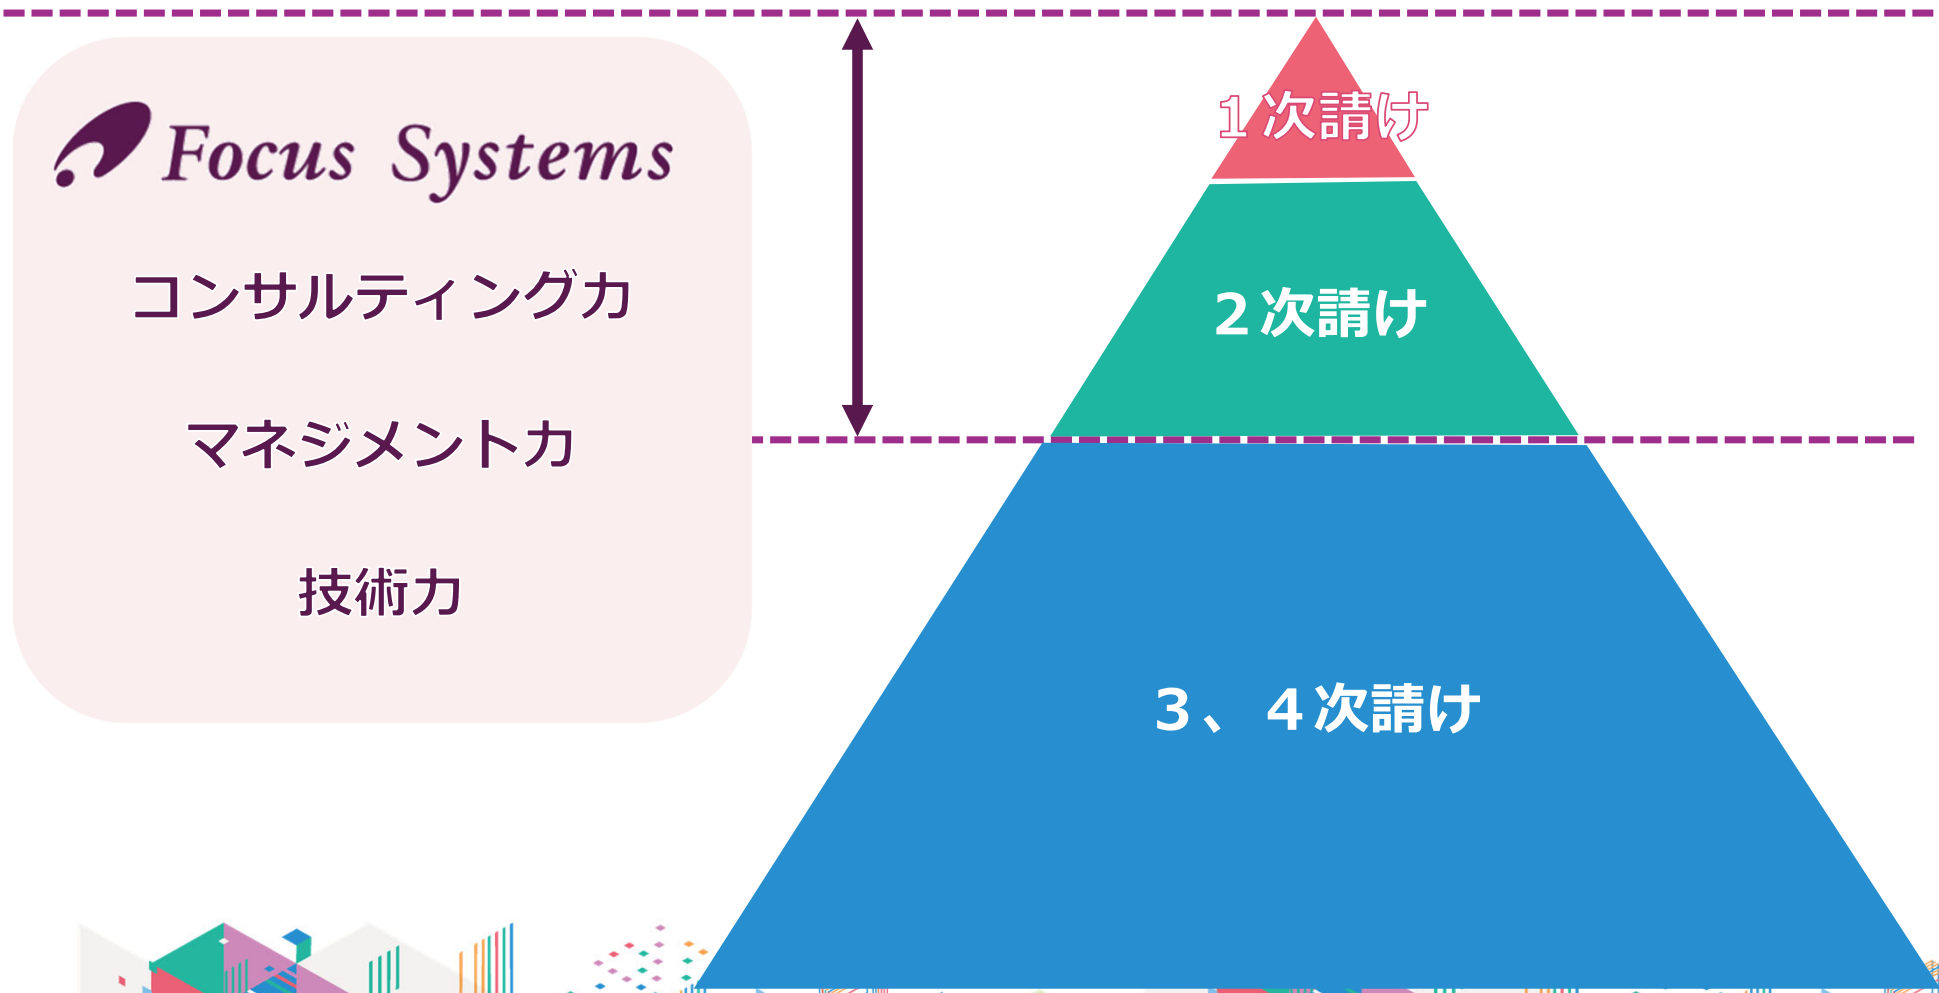 Focus Systems
コンサルティング力
マネジメント力
技術力
１次請け
２次請け
３、４次請け